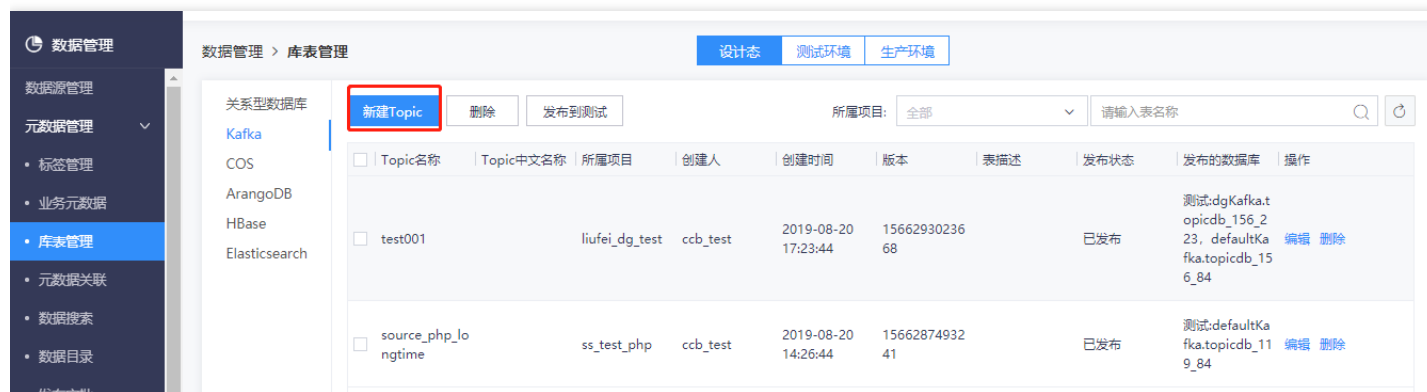 数据管理
数据源管理
元数据管理
• 标签管理
• 业务元数据
• 库表管理
• 元数据关联
• 数据搜索
• 数据目录
数据管理 > 库表管理
设计态 测试环境 生产环境
关系型数据库
Kafka
COS
ArangoDB
HBase
Elasticsearch
新建Topic 删除 发布到测试 所属项目: 全部 请输入表名称
Topic名称 Topic中文名称 所属项目 创建人 创建时间 版本 表描述 发布状态 发布的数据库 操作
test001 liufei_dg_test ccb_test 2019-08-20
17:23:44
15662930236
68
已发布
测试:dgKafka.t
opicdb_156_2
23, defaultKa
fka.topicdb_15
6_84
编辑 删除
source_php_lo
ngtime
ss_test_php ccb_test
2019-08-20
14:26:44
15662874932
41
已发布
测试:defaultKa
fka.topicdb_11
9_84
编辑 删除